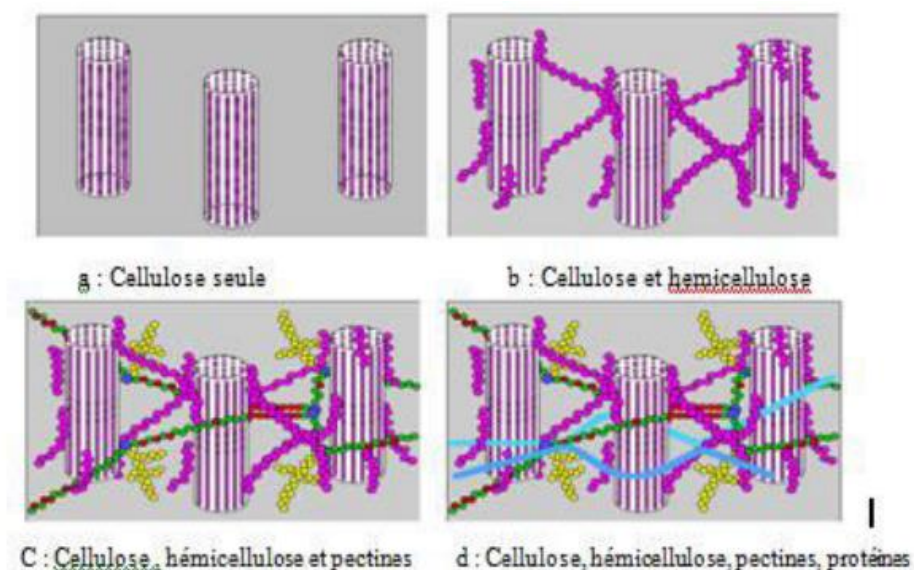 a : Cellulose seule
b : Cellulose et hemicellulose
C : Cellulose , hémicellulose et pectines
d : Cellulose, hémicellulose, pectines, protéines